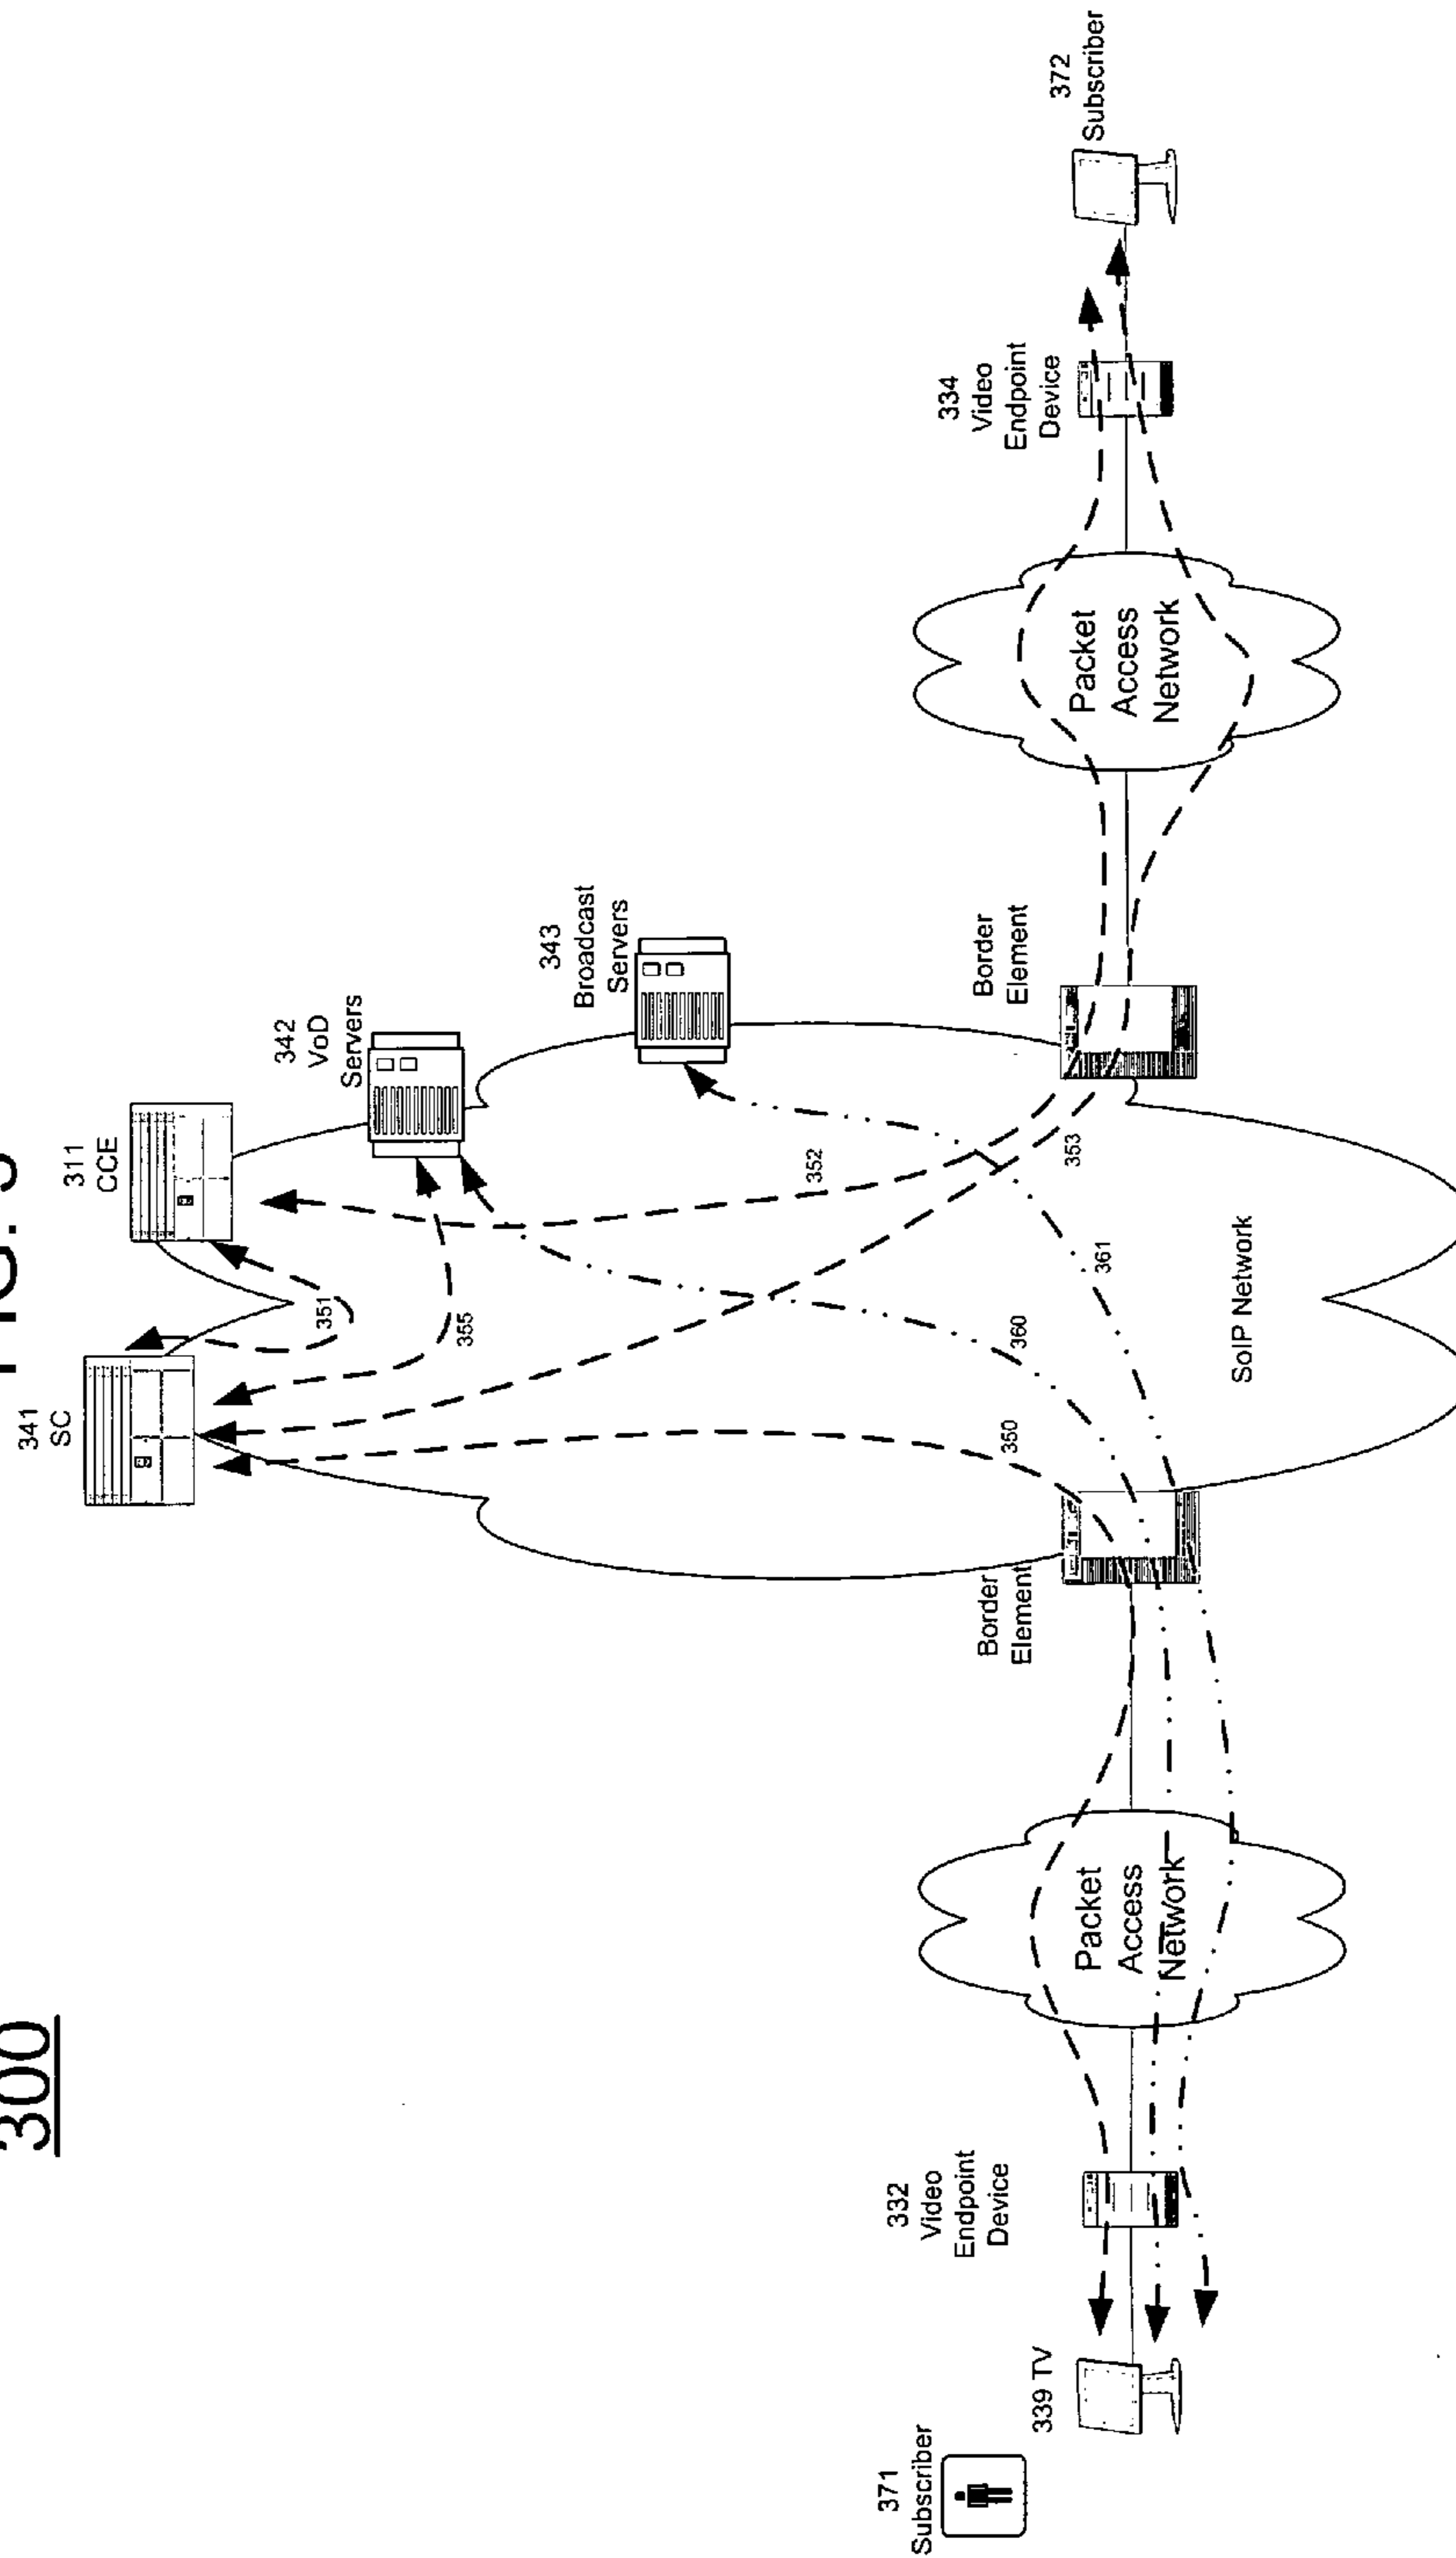 300
FIG. 3
341
SC
311
CCE
342
VoD
Servers
343
Broadcast
Servers
351
355
352
353
350
360
361
SoIP Network
371
Subscriber
339 TV
332
Video
Endpoint
Device
Packet
Access
Network
Border
Element
Border
Element
Packet
Access
Network
334
Video
Endpoint
Device
372
Subscriber